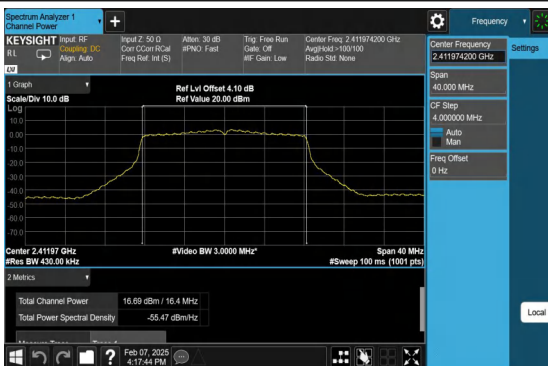 Spectrum Analyzer 1
Channel Power
+
Frequency
KEYSIGHT
RL
LXI
Input: RF
Coupling: DC
Align: Auto
Input Z: 50 Ω
Corr CCorr RCal
Freq Ref: Int (S)
Atten: 30 dB
#PNO: Fast
Trig: Free Run
Gate: Off
#IF Gain: Low
Center Freq: 2.411974200 GHz
Avg|Hold:>100/100
Radio Std: None
Center Frequency
2.411974200 GHz
Settings
Span
40.000 MHz
CF Step
4.000000 MHz
Auto
Man
Freq Offset
0 Hz
Local
1 Graph
Scale/Div 10.0 dB
Ref Lvl Offset 4.10 dB
Ref Value 20.00 dBm
Log
10.0
0.00
-10.0
-20.0
-30.0
-40.0
-50.0
-60.0
-70.0
Center 2.41197 GHz
#Video BW 3.0000 MHz*
Span 40 MHz
#Res BW 430.00 kHz
#Sweep 100 ms (1001 pts)
2 Metrics
Total Channel Power 16.69 dBm / 16.4 MHz
Total Power Spectral Density -55.47 dBm/Hz
?
Feb 07, 2025
4:17:44 PM